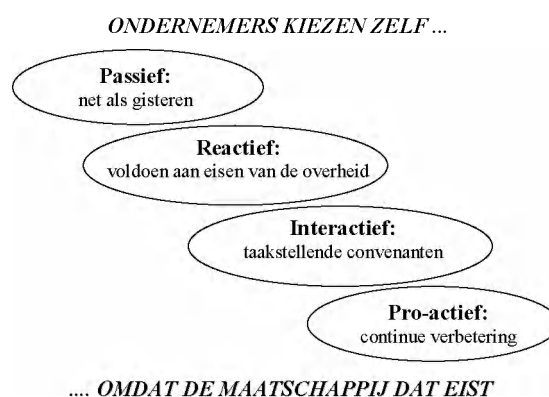 ONDERNEMERS KIEZEN ZELF ...
Passief:
net als gisteren
Reactief:
voldoen aan eisen van de overheid
Interactief:
taakstellende convenanten
Pro-actief:
continue verbetering
.... OMDAT DE MAATSCHAPPIJ DAT EIST